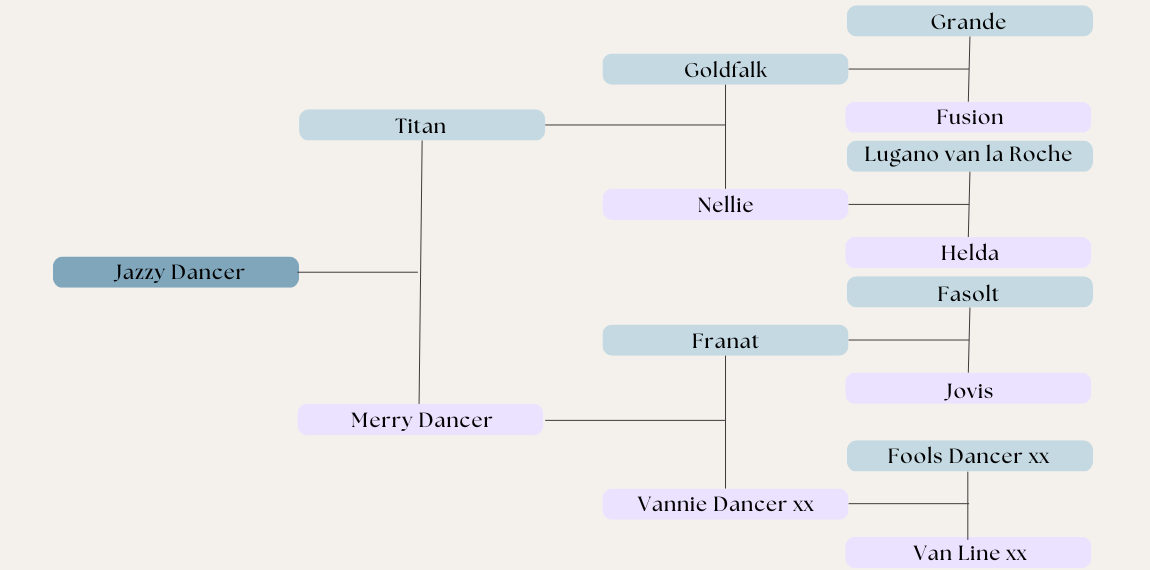 Grande
Goldfalk
Fusion
Titan
Lugano van la Roche
Nellie
Helda
Jazzy Dancer
Fasolt
Franat
Jovis
Merry Dancer
Fools Dancer xx
Vannie Dancer xx
Van Line xx